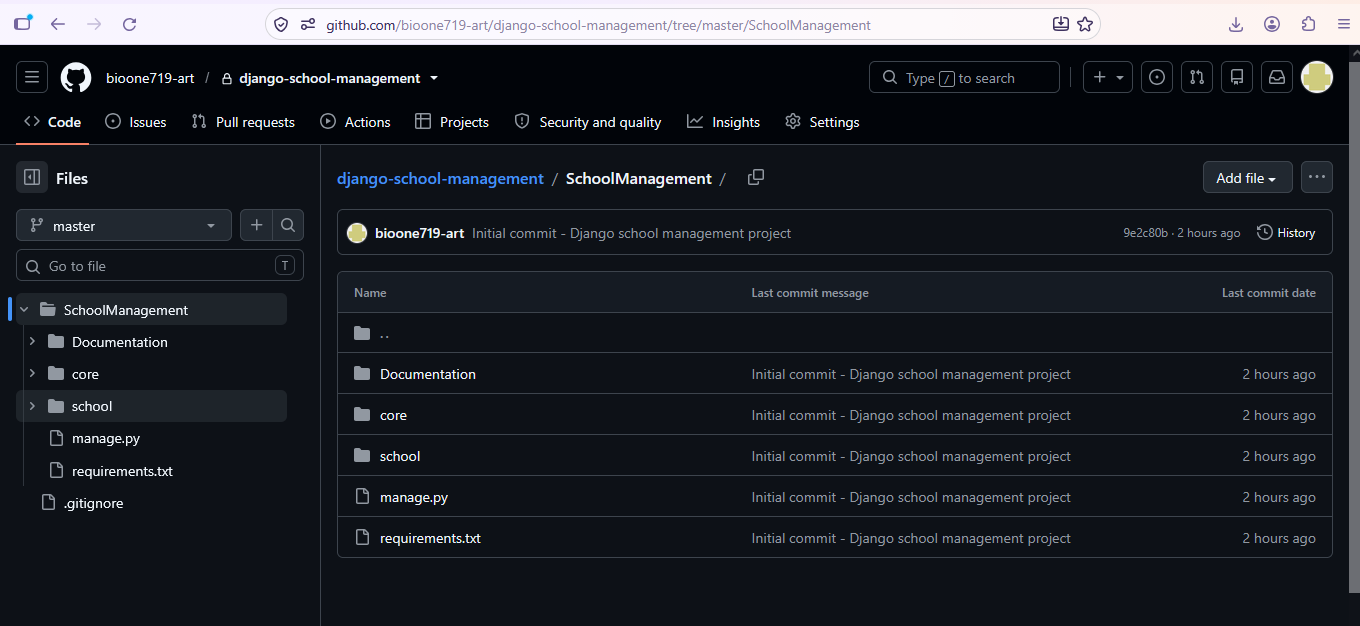 github.com/bioone719-art/django-school-management/tree/master/SchoolManagement
bioone719-art / django-school-management
Type / to search
Code Issues Pull requests Actions Projects Security and quality Insights Settings
Files
master
Go to file T
SchoolManagement
Documentation
core
school
manage.py
requirements.txt
.gitignore
django-school-management / SchoolManagement /
Add file
bioone719-art Initial commit - Django school management project 9e2c80b · 2 hours ago History
Name Last commit message Last commit date
..
Documentation Initial commit - Django school management project 2 hours ago
core Initial commit - Django school management project 2 hours ago
school Initial commit - Django school management project 2 hours ago
manage.py Initial commit - Django school management project 2 hours ago
requirements.txt Initial commit - Django school management project 2 hours ago